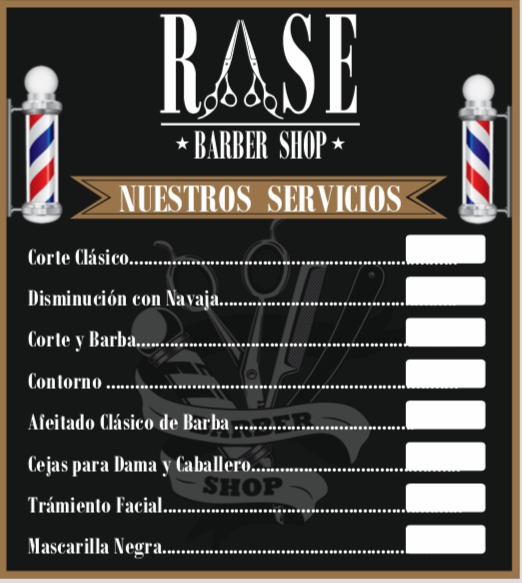 RAASE
★ BARBER SHOP ★
NUESTROS SERVICIOS
Corte Clásico
Disminución con Navaja
Corte y Barba
Contorno
Afeitado Clásico de Barba
Cejas para Dama y Caballero
Trámiento Facial
Mascarilla Negra
BARBER
SHOP